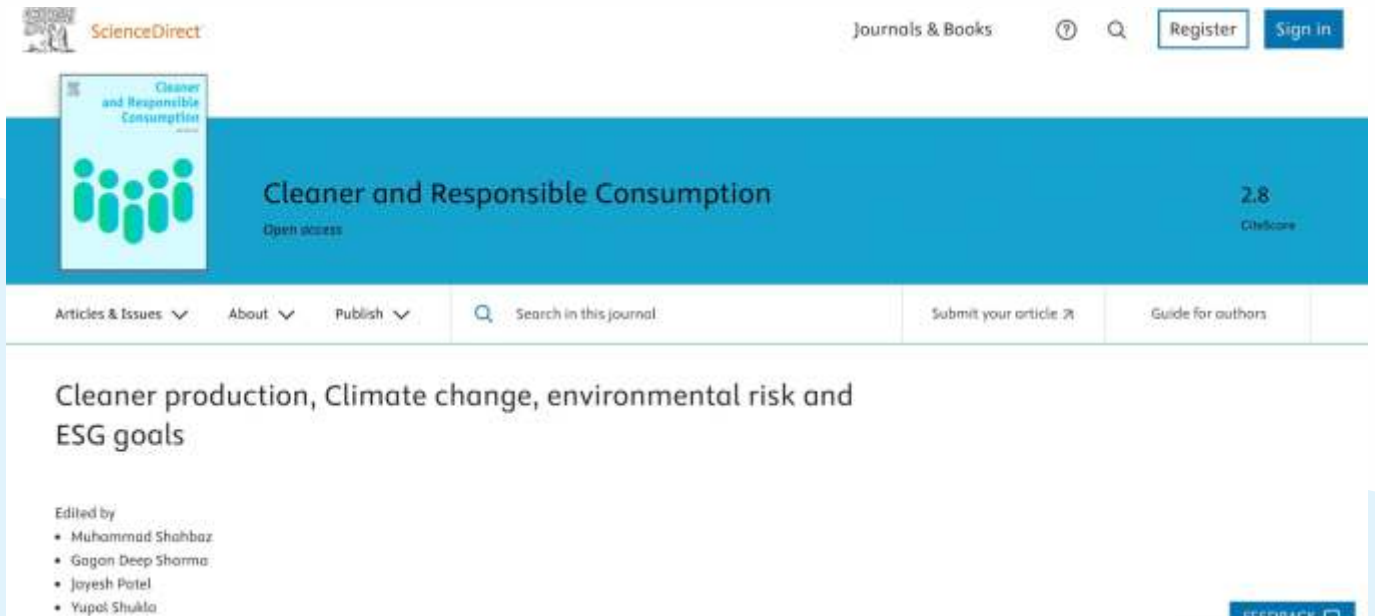 ScienceDirect
Journals & Books
Register
Sign in
Cleaner
and Responsible
Consumption
Cleaner and Responsible Consumption
Open access
2.8
CiteScore
Articles & Issues
About
Publish
Search in this journal
Submit your article
Guide for authors
Cleaner production, Climate change, environmental risk and
ESG goals
Edited by
• Muhammad Shahbaz
• Gagan Deep Sharma
• Jayesh Patel
• Yupal Shukla
FEEDBACK